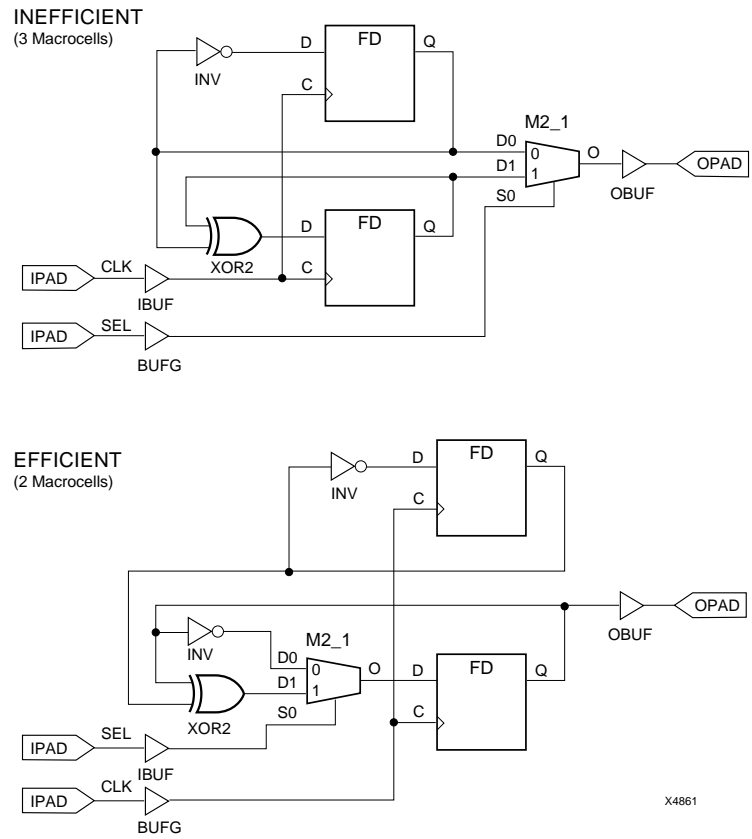 INEFFICIENT
(3 Macrocells)
D FD Q
INV
C
M2_1
D0 0 O
OPAD
D1 1
OBUF
S0
D FD Q
XOR2
C
IPAD CLK
IBUF
IPAD SEL
BUFG
EFFICIENT
(2 Macrocells)
D FD Q
INV
C
OPAD
OBUF
INV
M2_1
D0 0 O D FD Q
D1 1
S0 C
XOR2
IPAD SEL
IBUF
IPAD CLK
BUFG
X4861